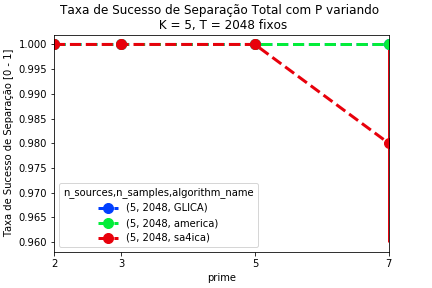 Taxa de Sucesso de Separação Total com P variando
K = 5, T = 2048 fixos
Taxa de Sucesso de Separação [0 - 1]
1.000
0.995
0.990
0.985
0.980
0.975
0.970
0.965
0.960
n_sources,n_samples,algorithm_name
(5, 2048, GLICA)
(5, 2048, america)
(5, 2048, sa4ica)
2 3 5 7
prime